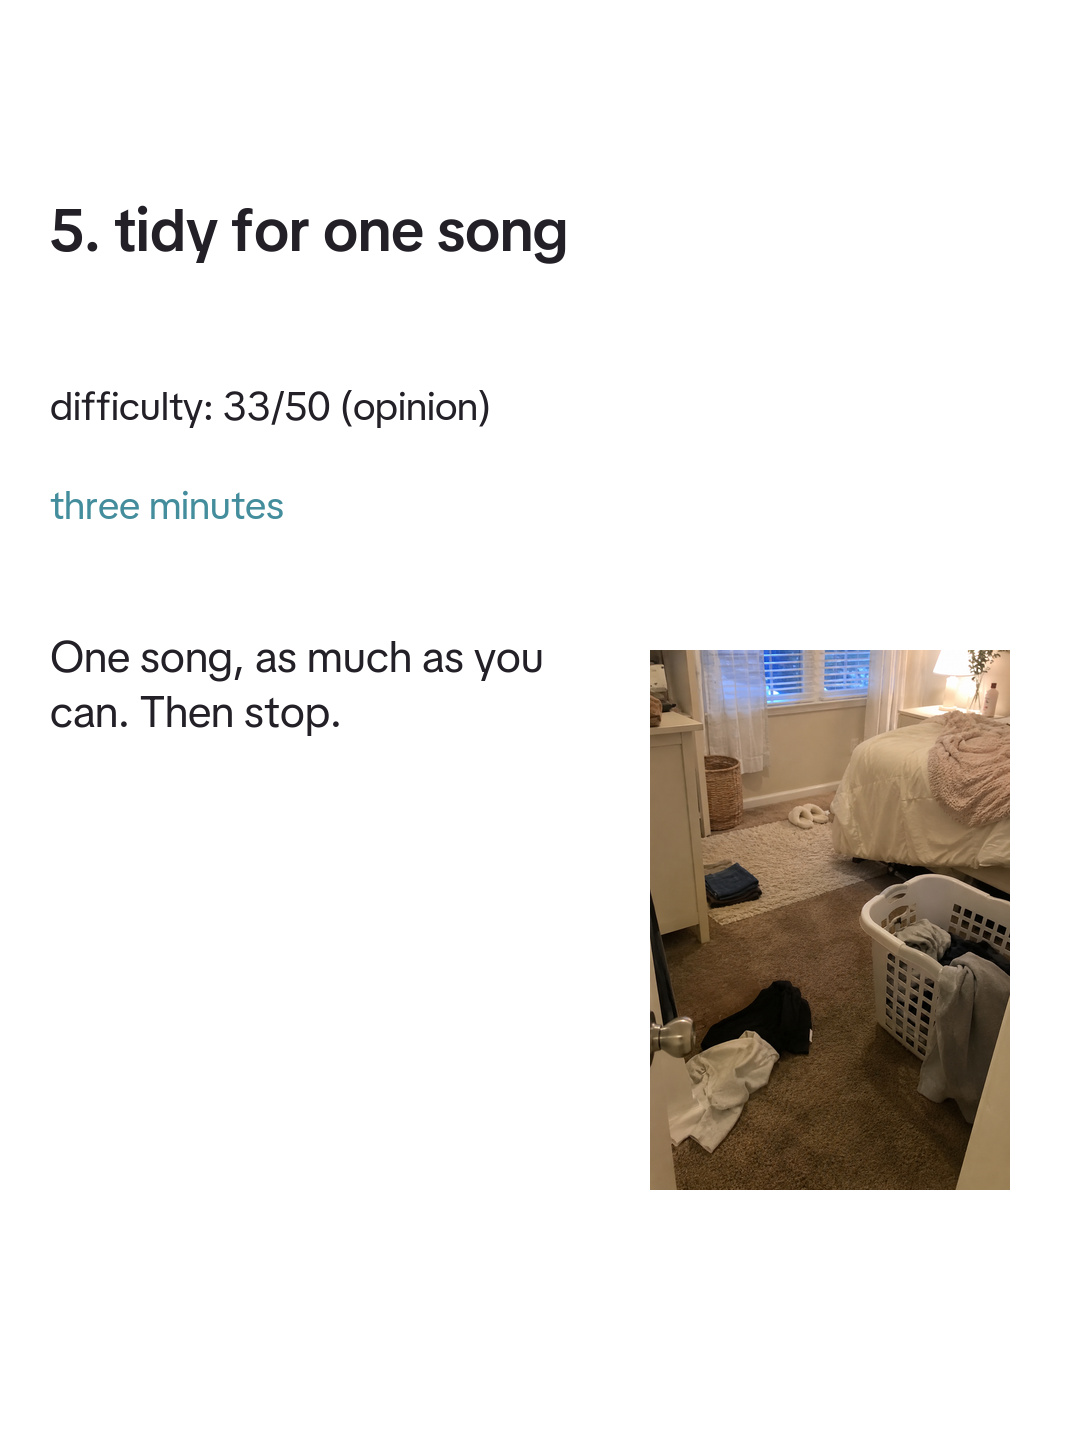 5. tidy for one song
difficulty: 33/50 (opinion)
three minutes
One song, as much as you
can. Then stop.